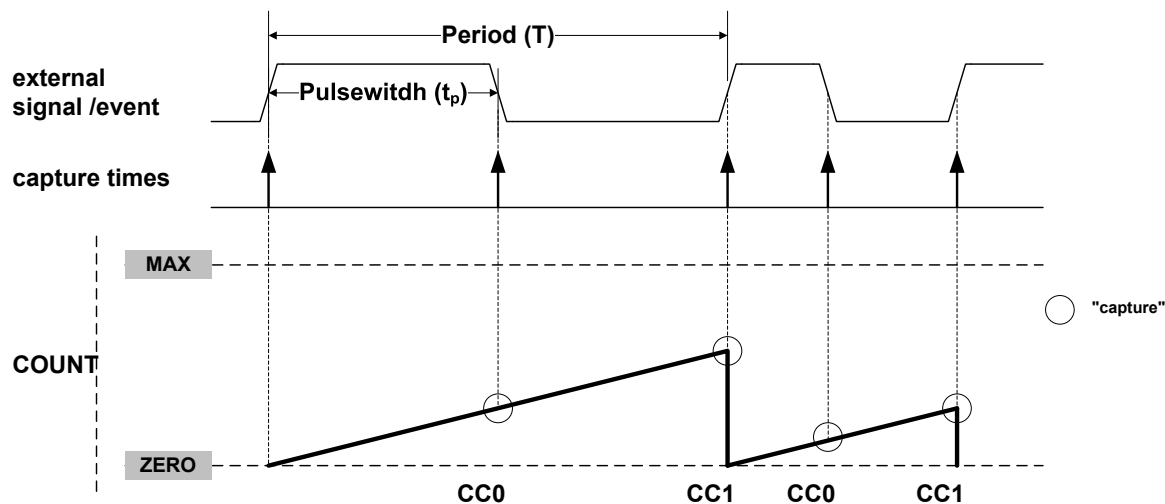 Period (T)
external
signal /event
Pulsewitdh (tp)
capture times
MAX
"capture"
COUNT
ZERO
CC0 CC1 CC0 CC1